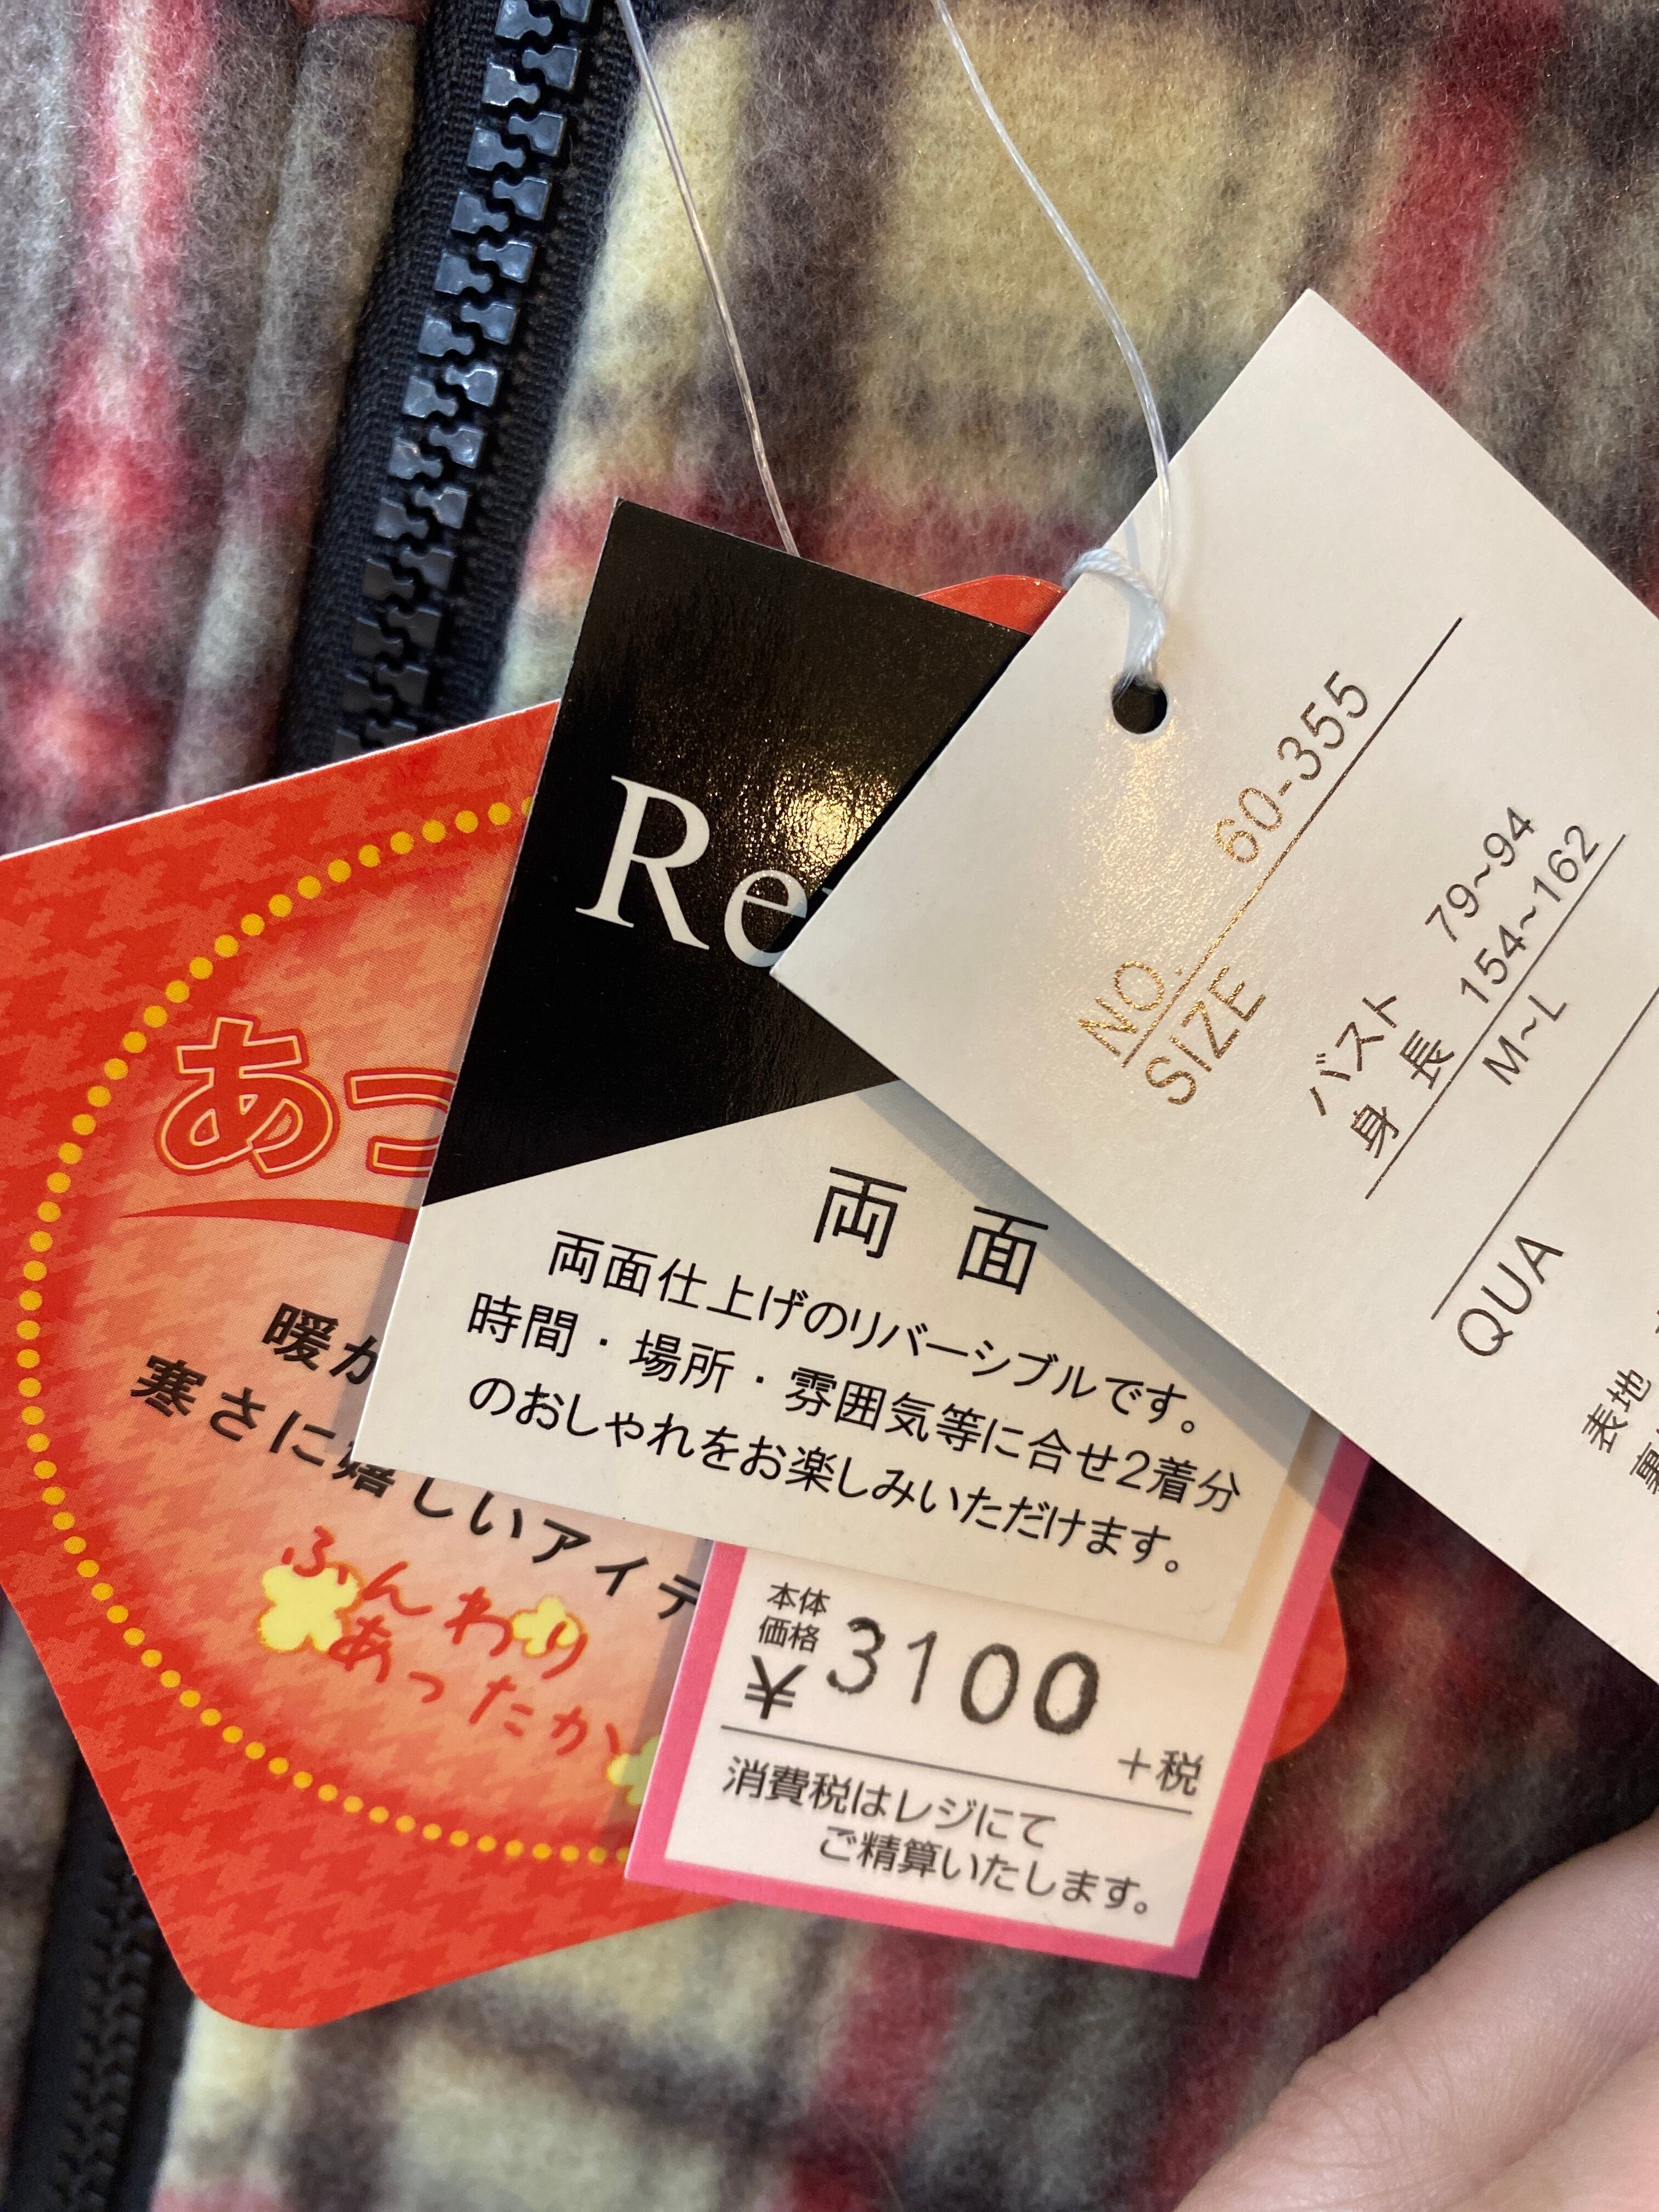 NO. 60-355
SIZE
バスト 79~94
身長 154~162
M~L
QUA
表地
Re
両面
両面仕上げのリバーシブルです。
時間・場所・雰囲気等に合せ2着分
のおしゃれをお楽しみいただけます。
あっ
暖か
寒さに嬉しいアイテ
ふんわり
あったか
本体
価格
¥3100
+税
消費税はレジにて
ご精算いたします。